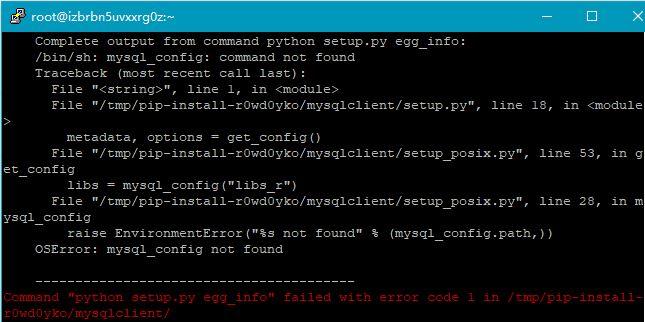 root@izbrbn5uvxxrg0z:~
Complete output from command python setup.py egg_info:
/bin/sh: mysql_config: command not found
Traceback (most recent call last):
File "<string>", line 1, in <module>
File "/tmp/pip-install-r0wd0yko/mysqlclient/setup.py", line 18, in <module
>
metadata, options = get_config()
File "/tmp/pip-install-r0wd0yko/mysqlclient/setup_posix.py", line 53, in g
et_config
libs = mysql_config("libs_r")
File "/tmp/pip-install-r0wd0yko/mysqlclient/setup_posix.py", line 28, in m
ysql_config
raise EnvironmentError("%s not found" % (mysql_config.path,))
OSError: mysql_config not found
----------------------------------------
Command "python setup.py egg_info" failed with error code 1 in /tmp/pip-install-
r0wd0yko/mysqlclient/